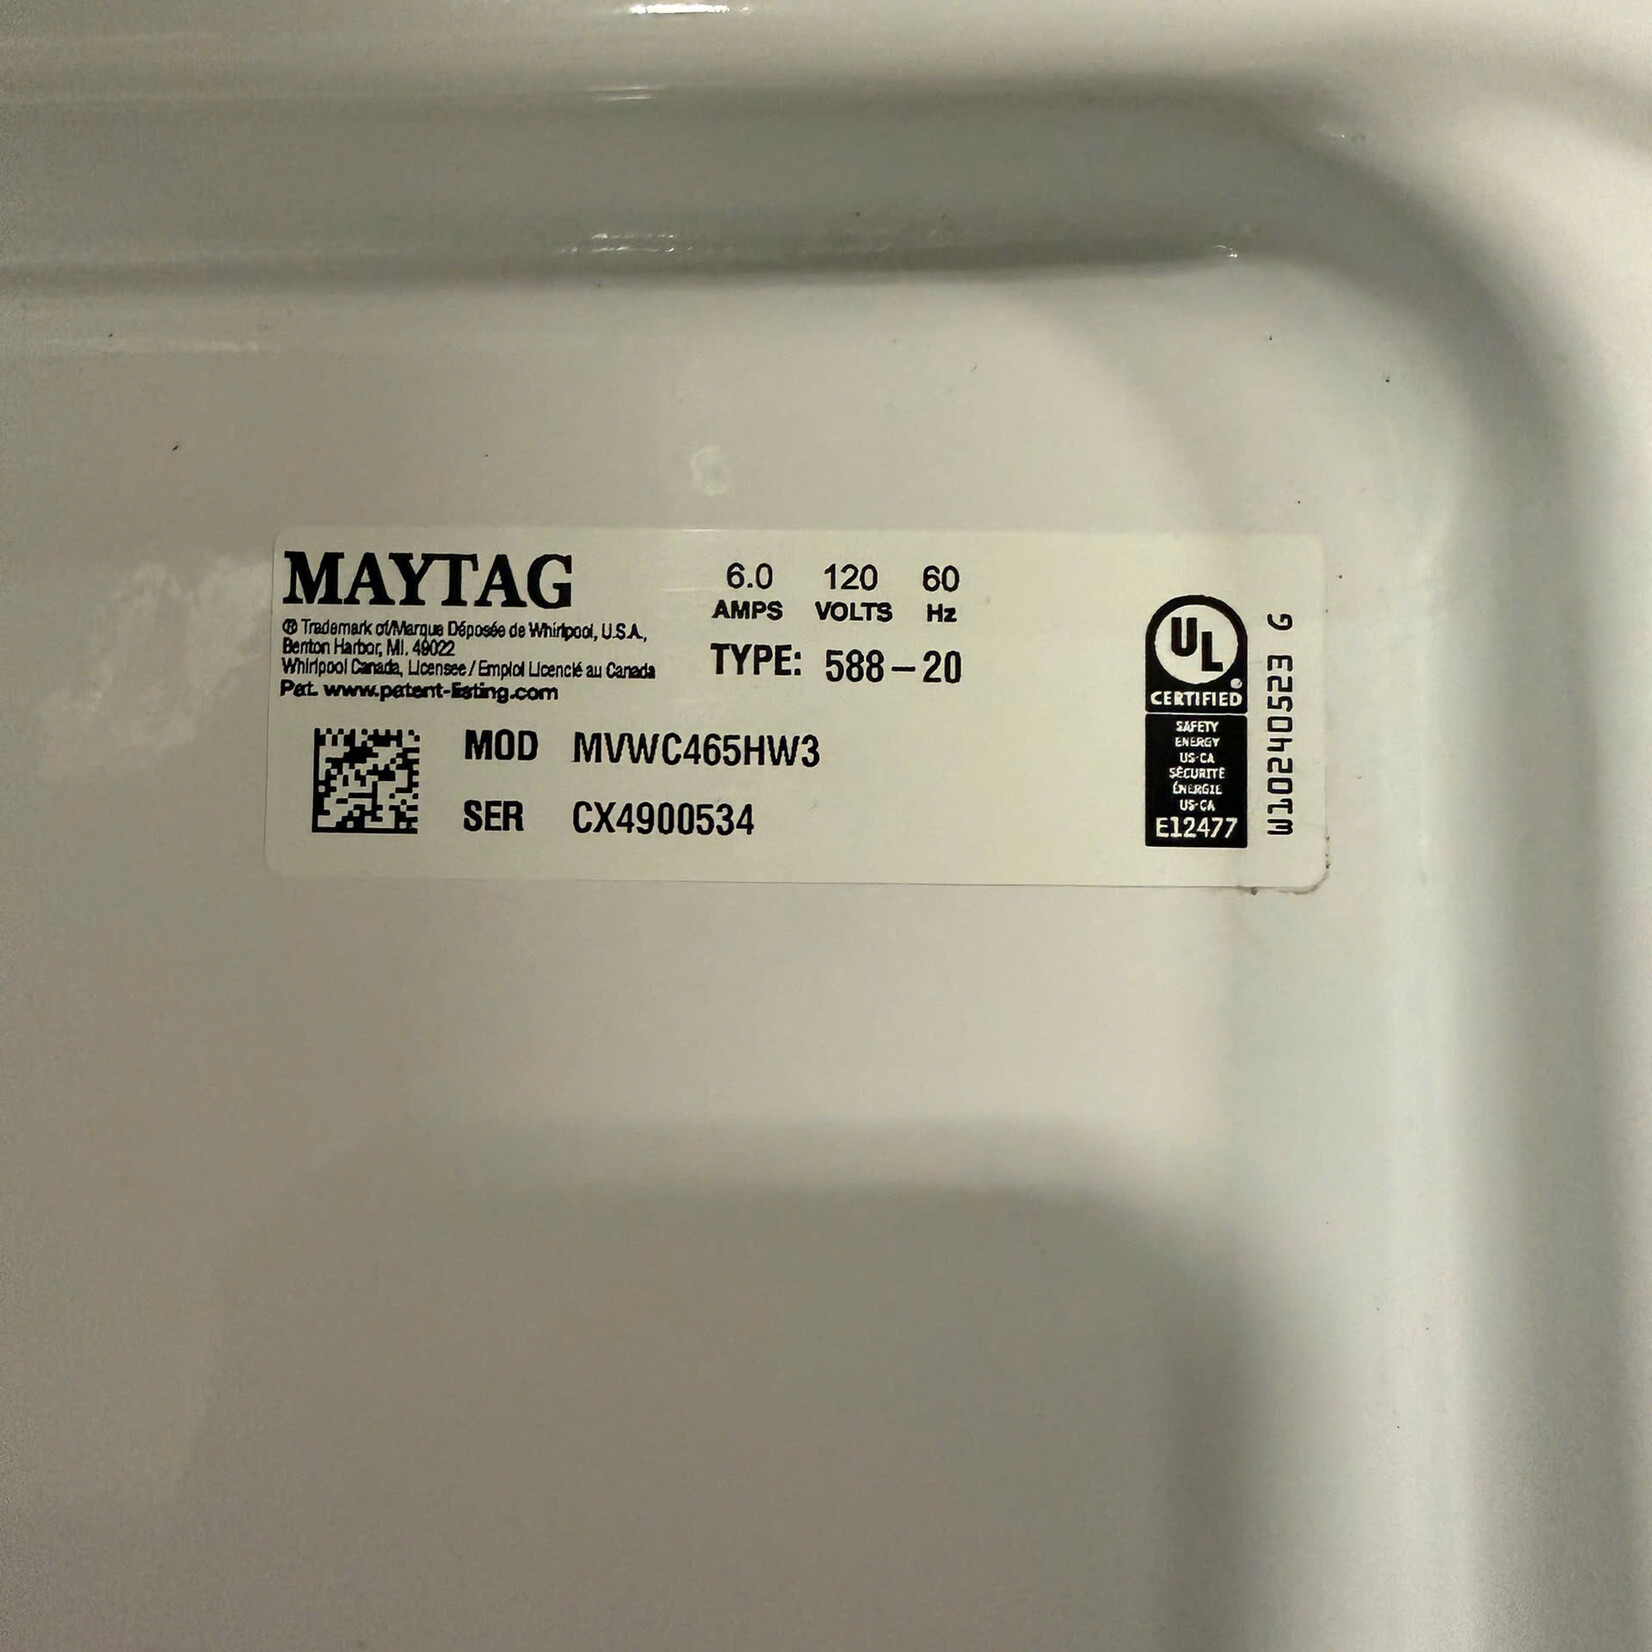 MAYTAG
® Trademark of/Marque Déposée de Whirlpool, U.S.A.,
Benton Harbor, MI. 49022
Whirlpool Canada, Licensee / Emploi Licencié au Canada
Pat. www.patent-listing.com
6.0 120 60
AMPS VOLTS Hz
TYPE: 588-20
MOD MVWC465HW3
SER CX4900534
UL ®
CERTIFIED
SAFETY
ENERGY
US-CA
SÉCURITÉ
ÉNERGIE
US-CA
E12477
W10240523 G